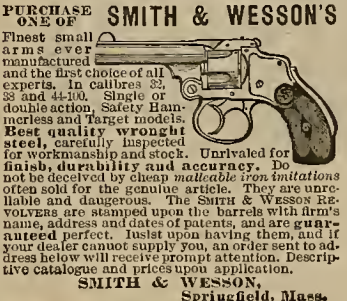 PURCHASE
ONE OF
SMITH & WESSON'S
Finest small
arms ever
manufactured
and the first choice of all
experts. In calibres 32,
38 and 44-100. Single or
double action, Safety Ham-
merless and Target models.
Best quality wrought
steel, carefully inspected
for workmanship and stock. Unrivaled for
finish, durability and accuracy. Do
not be deceived by cheap maleable iron imitations
often sold for the genuine article. They are unre-
liable and dangerous. The SMITH & WESSON RE-
VOLVERS are stamped upon the barrels with firm's
name, address and dates of patents, and are guar-
anteed perfect. Insist upon having them, and if
your dealer cannot supply you, an order sent to ad-
dress below will receive prompt attention. Descrip-
tive catalogue and prices upon application.
SMITH & WESSON,
Springfield, Mass.